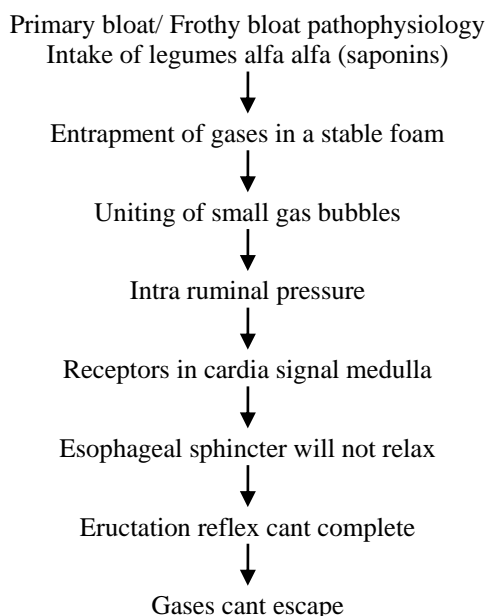 Primary bloat/ Frothy bloat pathophysiology
Intake of legumes alfa alfa (saponins)
Entrapment of gases in a stable foam
Uniting of small gas bubbles
Intra ruminal pressure
Receptors in cardia signal medulla
Esophageal sphincter will not relax
Eructation reflex cant complete
Gases cant escape